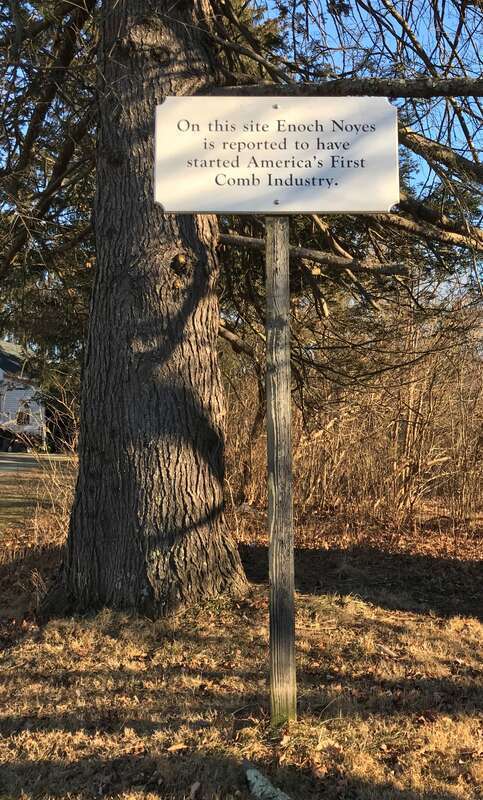 On this site Enoch Noyes
is reported to have
started America's First
Comb Industry.